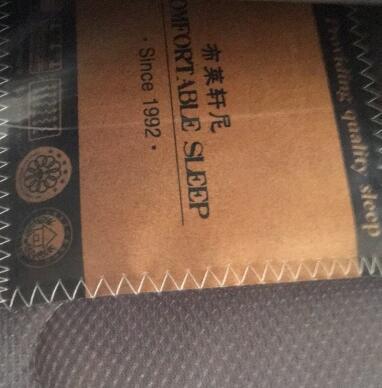 Providing quality sleep
布莱轩尼
COMFORTABLE SLEEP
· Since 1992 ·